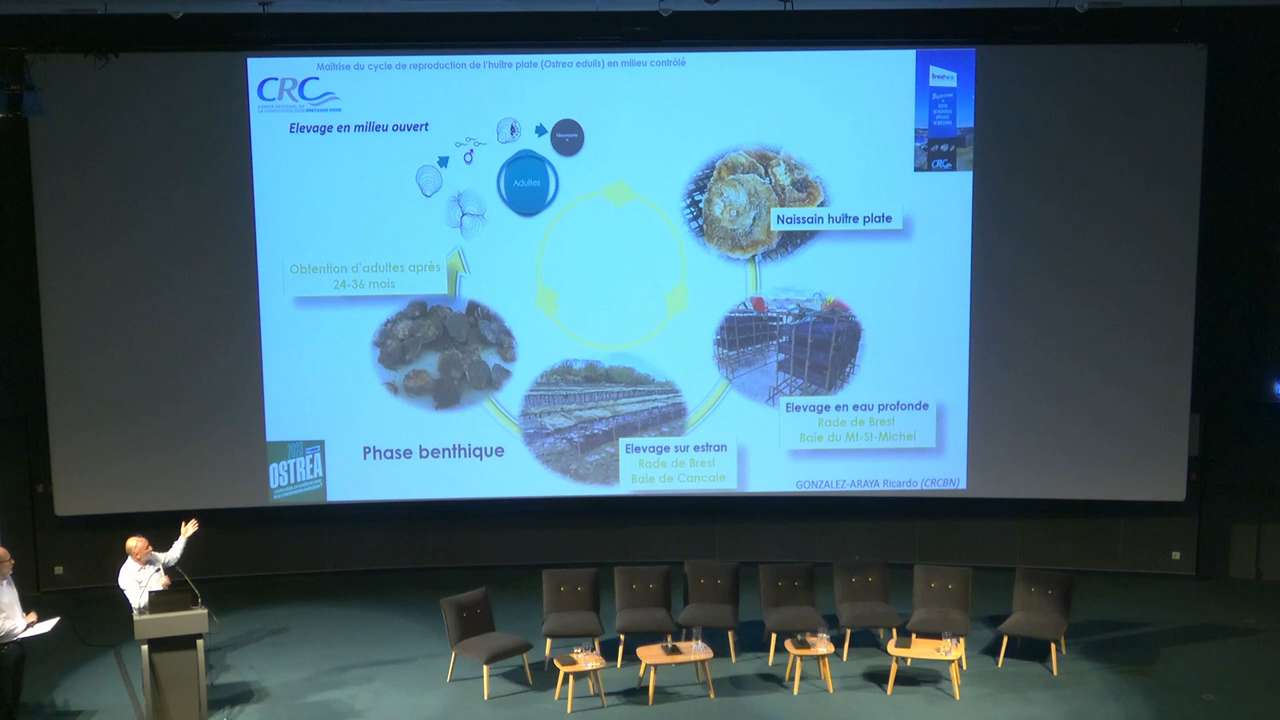 Maîtrise du cycle de reproduction de l'huître plate (Ostrea edulis) en milieu contrôlé
CRC
Elevage en milieu ouvert
Adultes
Naissain huître plate
Obtention d'adultes après
24-36 mois
Elevage en eau profonde
Rade de Brest
Baie du Mt-St-Michel
Phase benthique
Elevage sur estran
Rade de Brest
Baie de Cancale
OSTREA
GONZALEZ-ARAYA Ricardo (CRCBN)
CRC